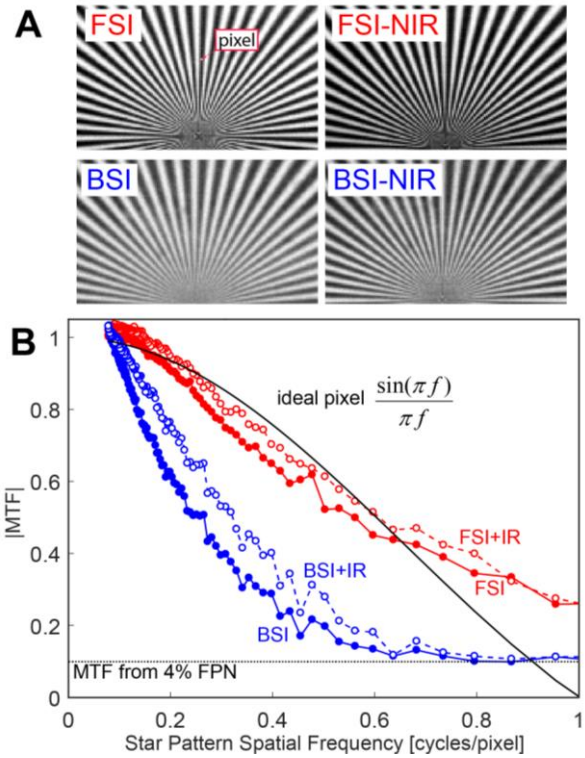 A
FSI
pixel
FSI-NIR
BSI
BSI-NIR
B
1
0.8
0.6
0.4
0.2
0
|MTF|
ideal pixel sin(πf)
πf
FSI+IR
FSI
BSI+IR
BSI
MTF from 4% FPN
0 0.2 0.4 0.6 0.8 1
Star Pattern Spatial Frequency [cycles/pixel]